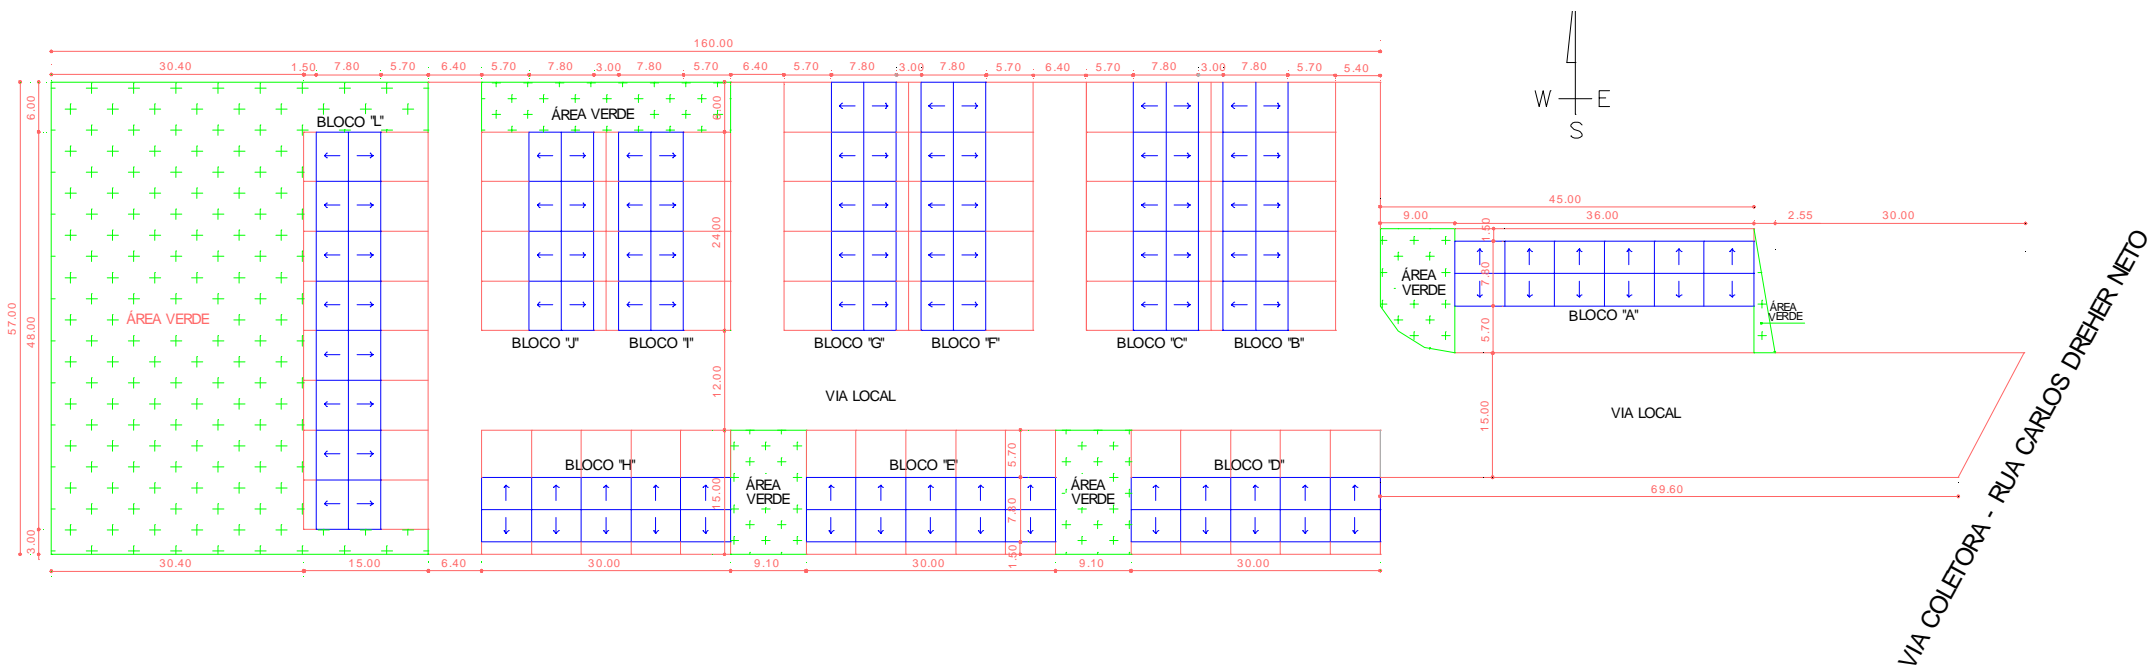 160.00
30.40 1.50 7.80 5.70 6.40 5.70 7.80 3.00 7.80 5.70 6.40 5.70 7.80 3.00 7.80 5.70 6.40 5.70 7.80 3.00 7.80 5.70 5.40
W E
S
57.00
6.00
48.00
3.00
BLOCO "L"
ÁREA VERDE
6.00
24.00
12.00
15.00
45.00
9.00 36.00 2.55 30.00
1.50
7.80
5.70
15.00
ÁREA
VERDE
BLOCO "A"
ÁREA
VERDE
ÁREA VERDE
BLOCO "J" BLOCO "I" BLOCO "G" BLOCO "F" BLOCO "C" BLOCO "B"
VIA LOCAL
VIA LOCAL
BLOCO "H" BLOCO "E" BLOCO "D"
5.70
7.80
1.50
ÁREA
VERDE
ÁREA
VERDE
69.60
30.40 15.00 6.40 30.00 9.10 30.00 9.10 30.00
VIA COLETORA - RUA CARLOS DREHER NETO